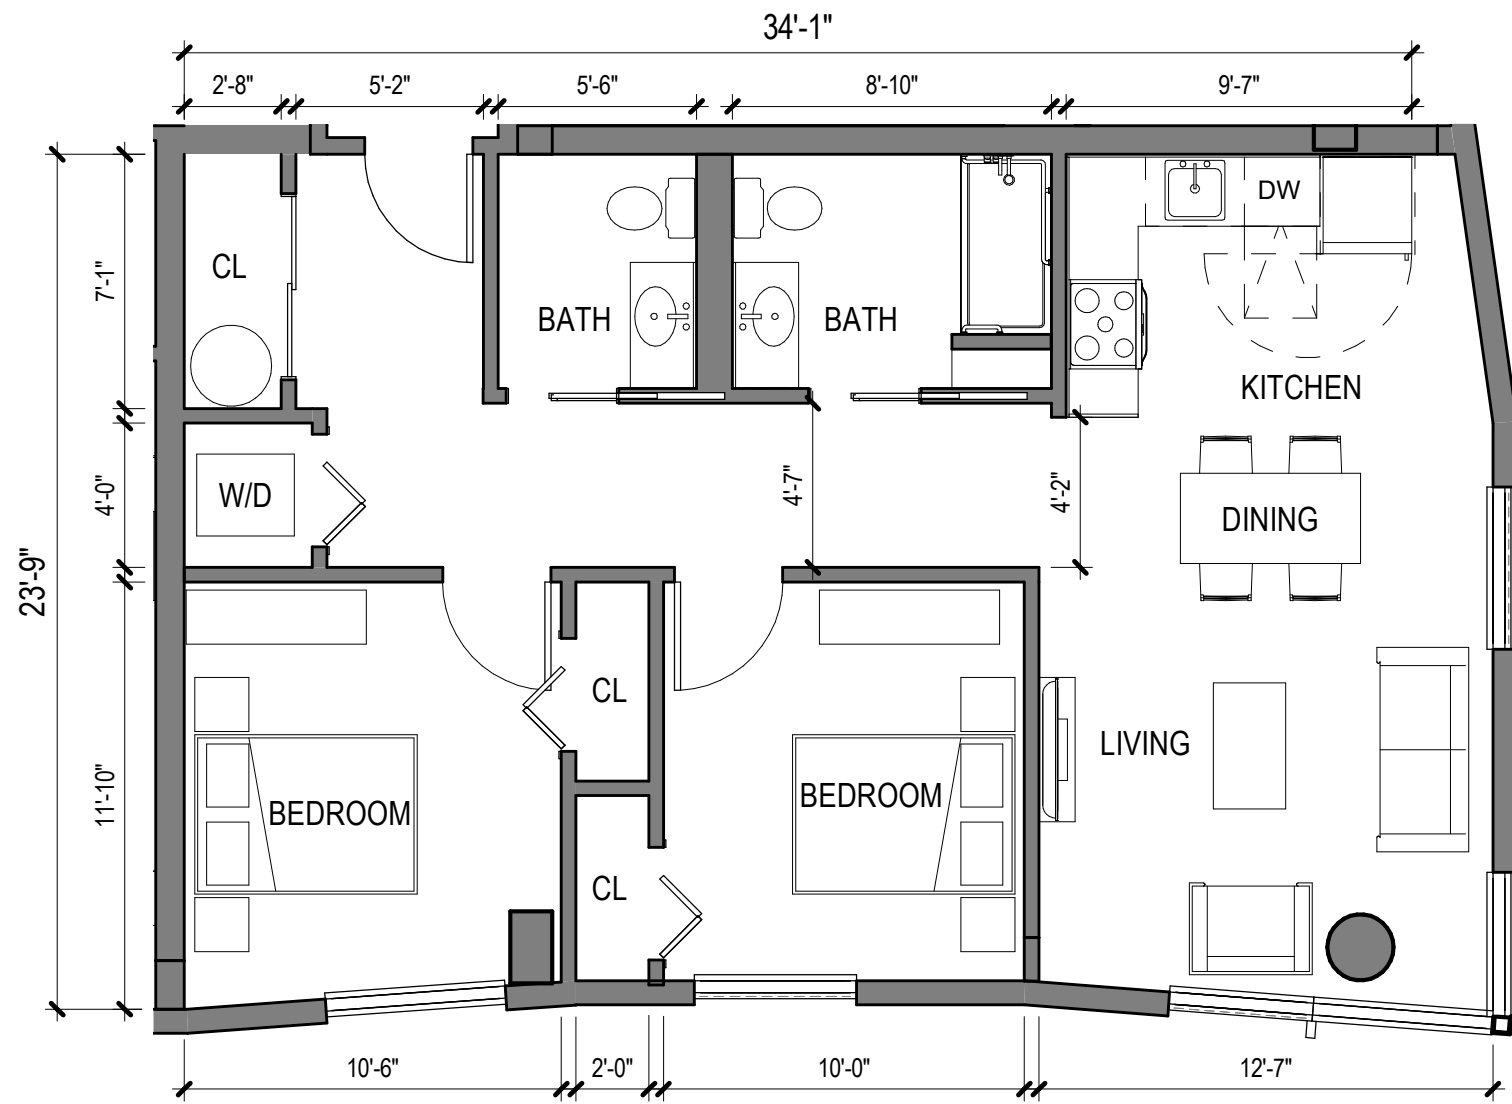 34'-1"
2'-8"
5'-2"
5'-6"
8'-10"
9'-7"
DW
CL
7'-1"
BATH
BATH
KITCHEN
W/D
4'-0"
4'-7"
4'-2"
DINING
23'-9"
CL
LIVING
11'-10"
BEDROOM
BEDROOM
CL
10'-6"
2'-0"
10'-0"
12'-7"